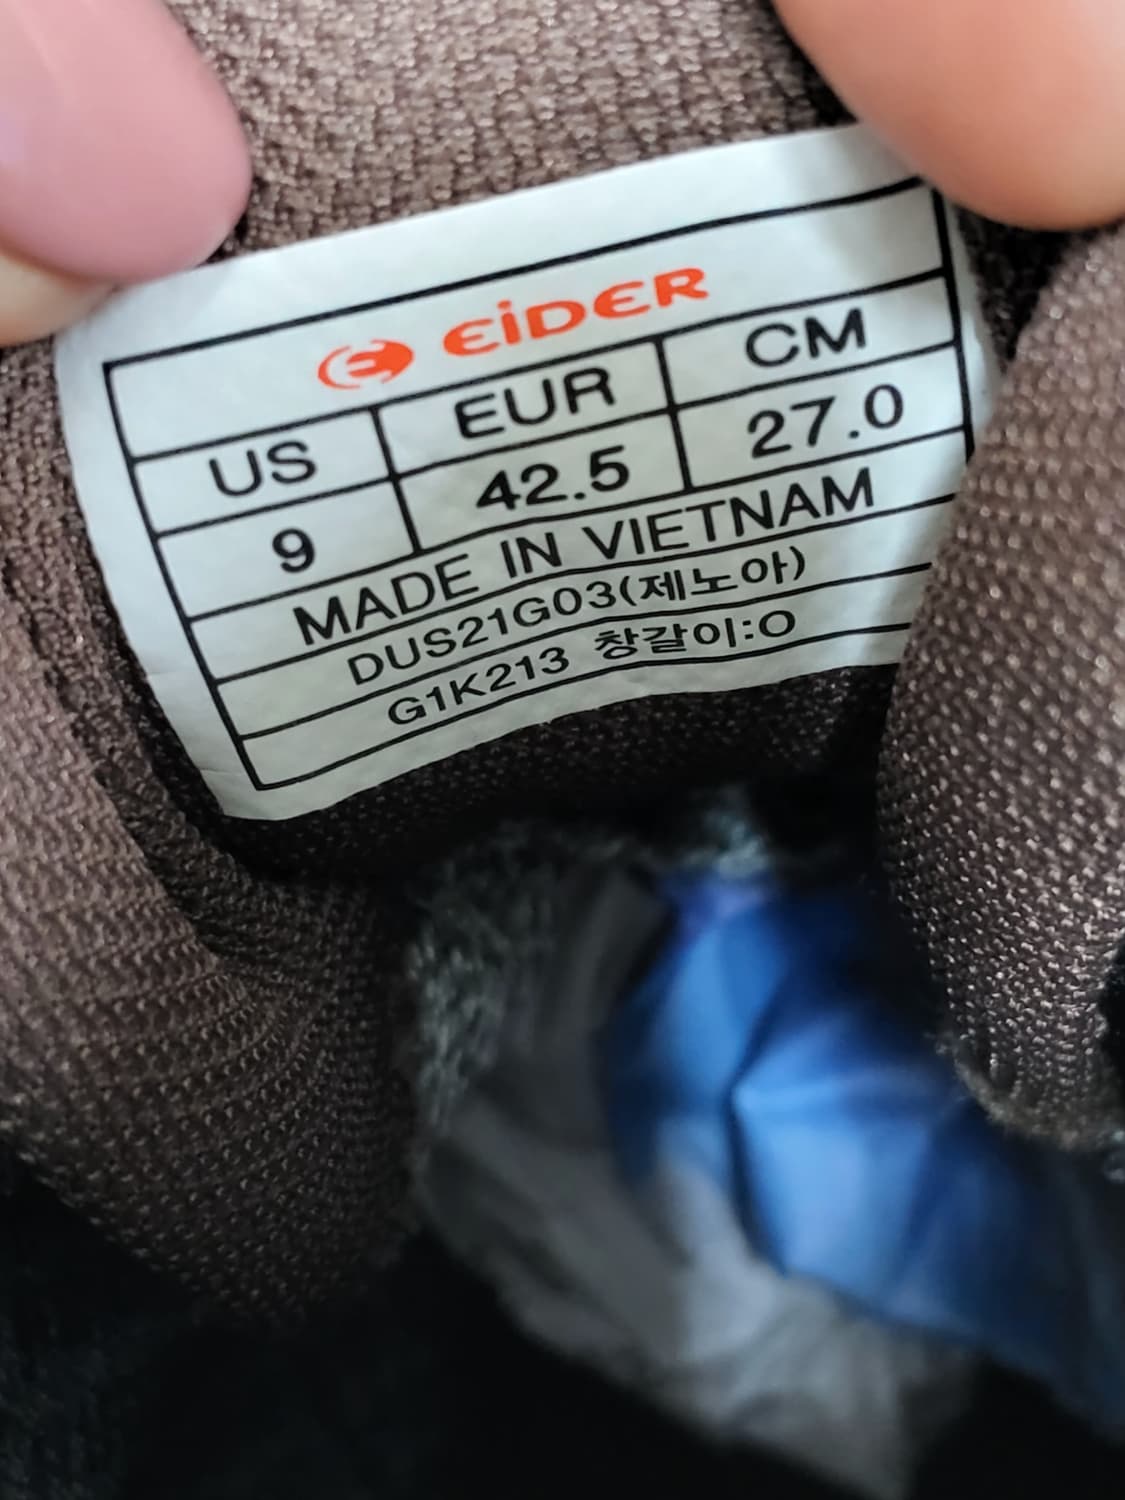 EiDER
US EUR CM
9 42.5 27.0
MADE IN VIETNAM
DUS21G03(제노아)
G1K213 창갈이:O